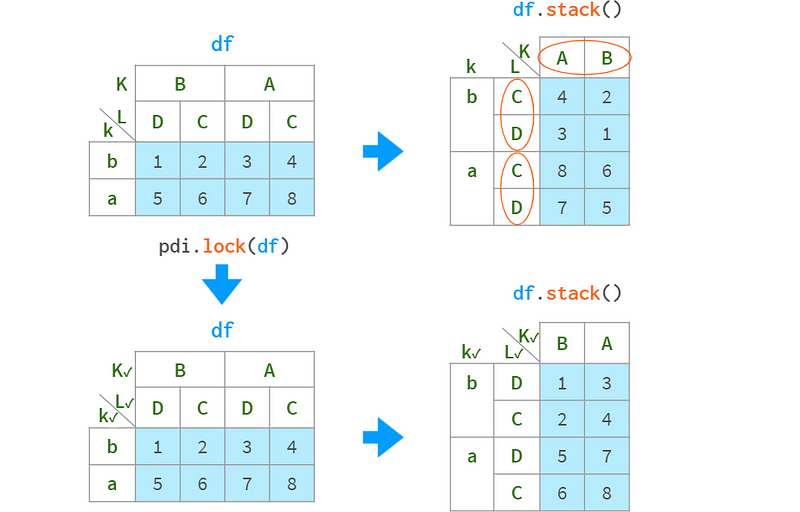 df.stack()
df
K B A
L
k D C D C
b 1 2 3 4
a 5 6 7 8
K
k L A B
b C 4 2
D 3 1
a C 8 6
D 7 5
pdi.lock(df)
df
K✓ B A
L✓
k✓ D C D C
b 1 2 3 4
a 5 6 7 8
df.stack()
K✓
k✓ L✓ B A
b D 1 3
C 2 4
a D 5 7
C 6 8